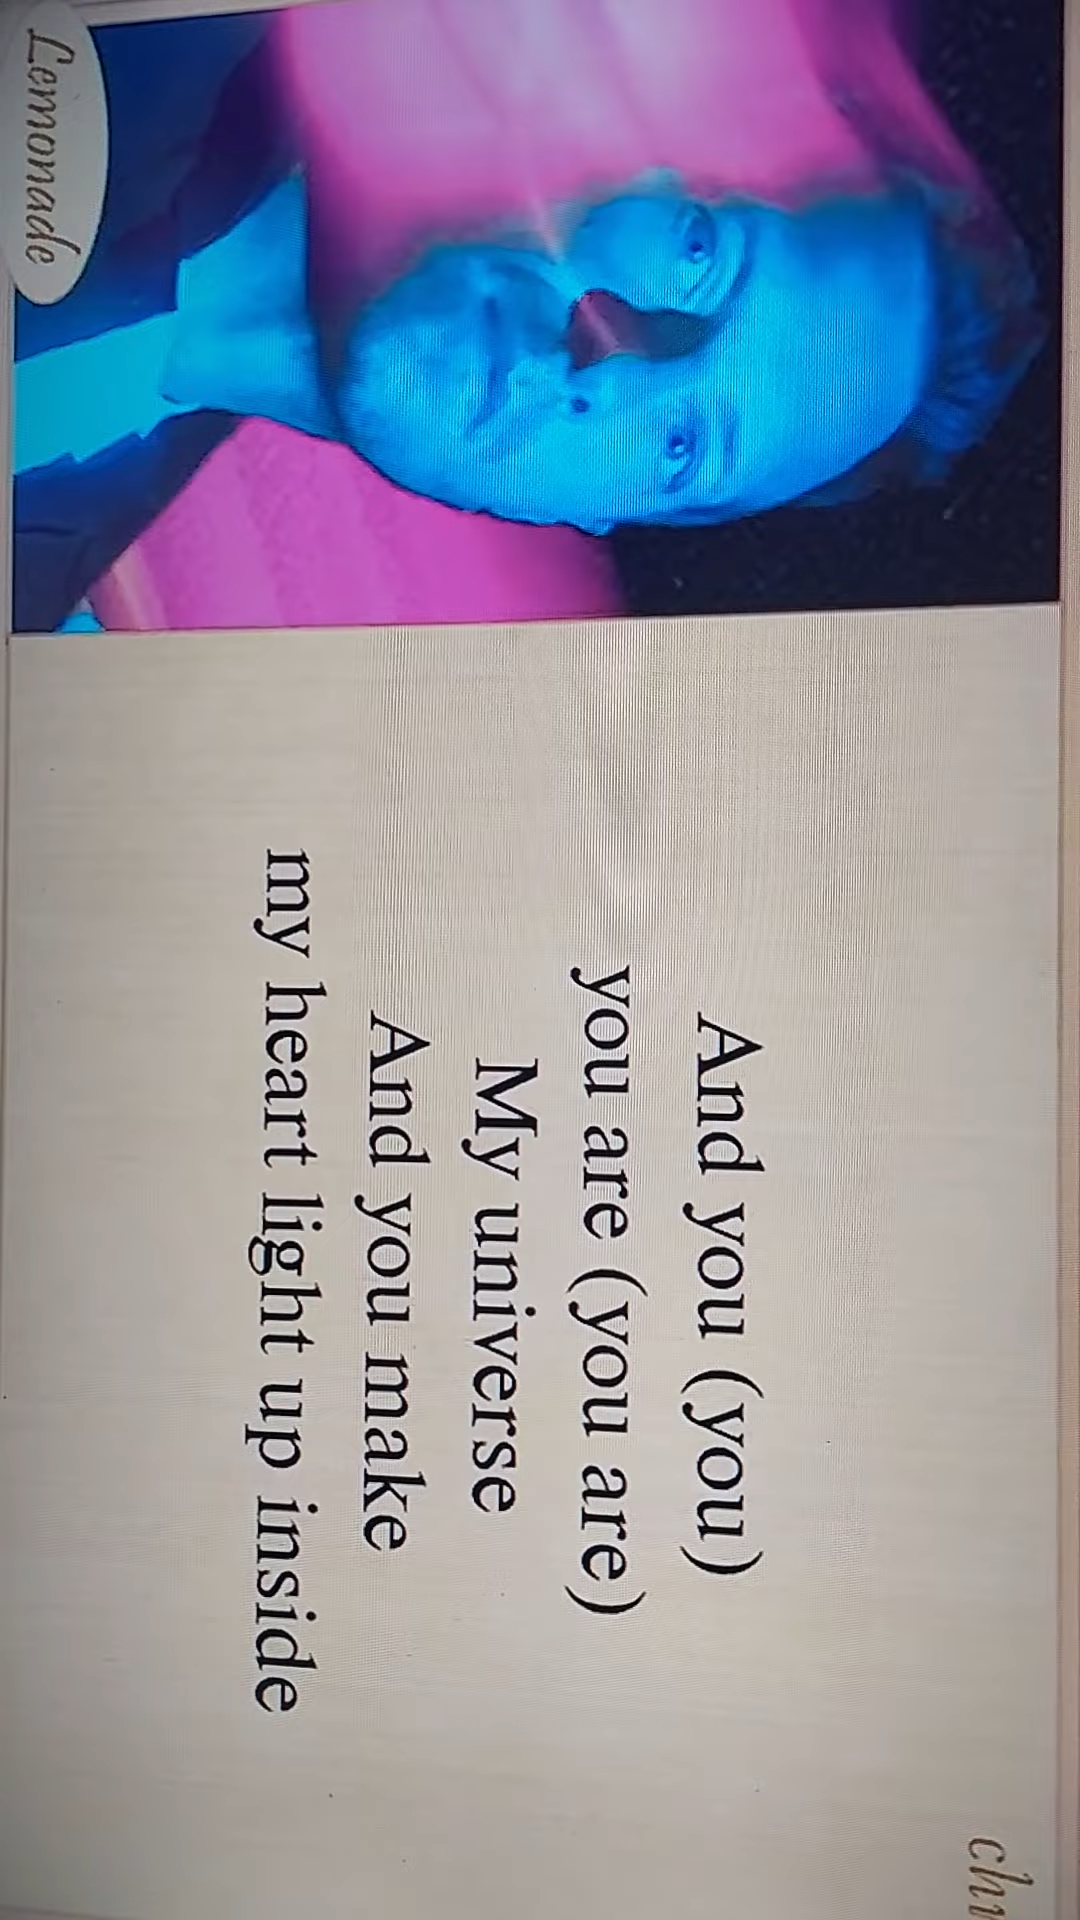 And you (you)
you are (you are)
My universe
And you make
my heart light up inside
Lemonade